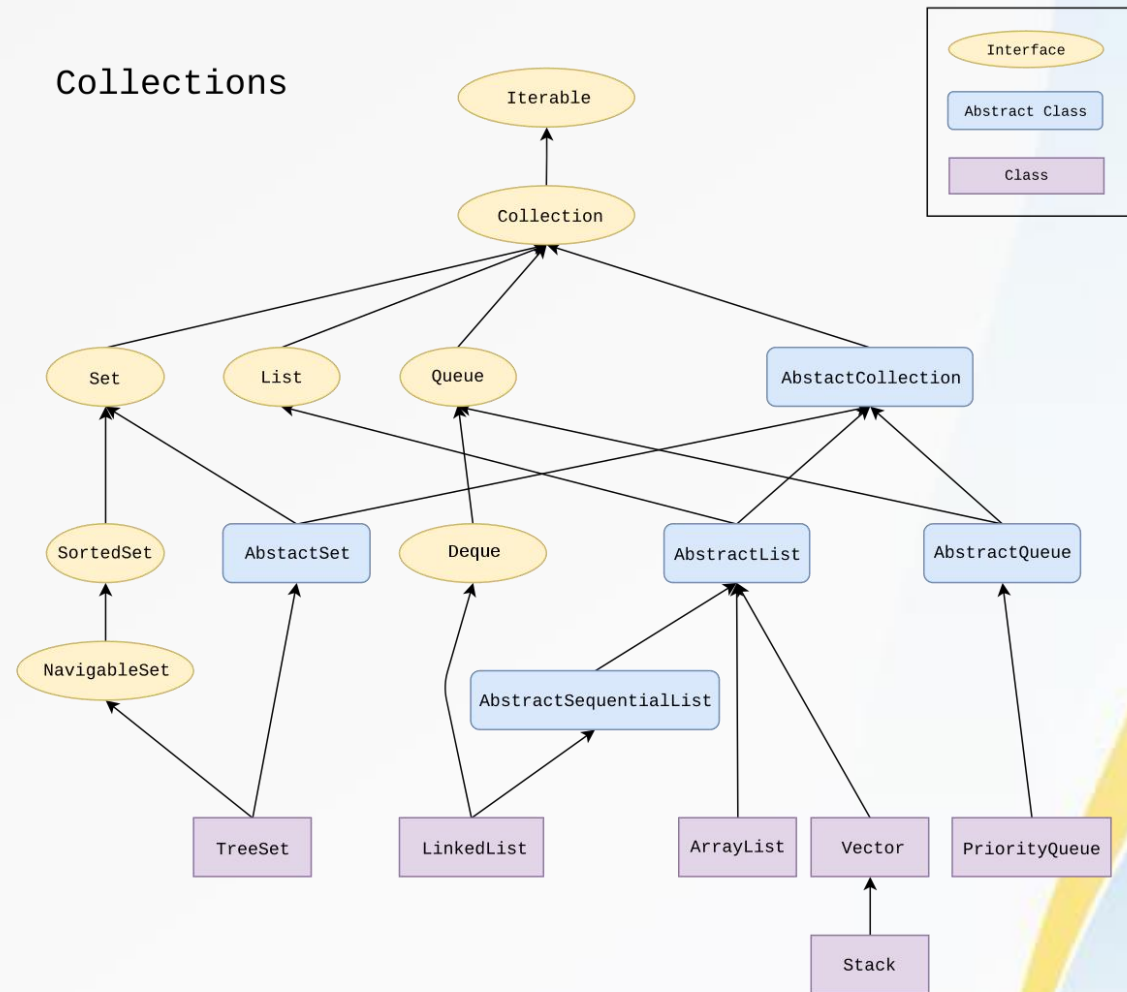 Collections
Interface
Abstract Class
Class
Iterable
Collection
Set
List
Queue
AbstactCollection
SortedSet
AbstactSet
Deque
AbstractList
AbstractQueue
NavigableSet
AbstractSequentialList
TreeSet
LinkedList
ArrayList
Vector
PriorityQueue
Stack